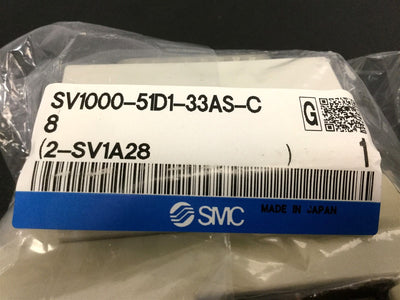 SV1000-51D1-33AS-C
8
(2-SV1A28 ) 1
G
SMC MADE IN JAPAN